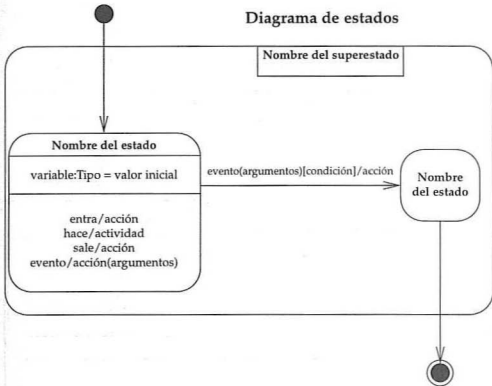 Diagrama de estados
Nombre del superestado
Nombre del estado
variable:Tipo = valor inicial
entra/acción
hace/actividad
sale/acción
evento/acción(argumentos)
evento(argumentos)[condición]/acción
Nombre
del estado